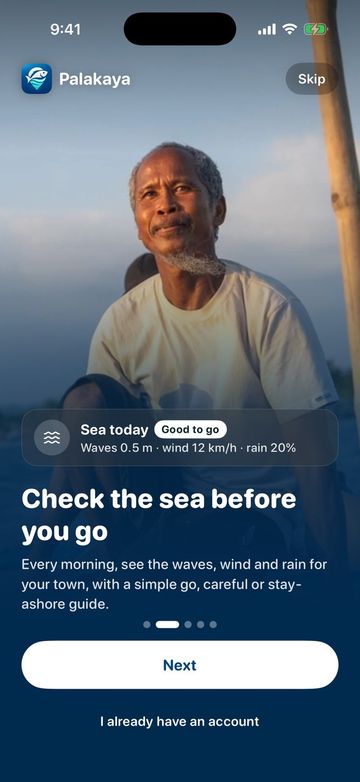 9:41
Palakaya
Skip
Sea today Good to go
Waves 0.5 m · wind 12 km/h · rain 20%
Check the sea before
you go
Every morning, see the waves, wind and rain for
your town, with a simple go, careful or stay-
ashore guide.
Next
I already have an account